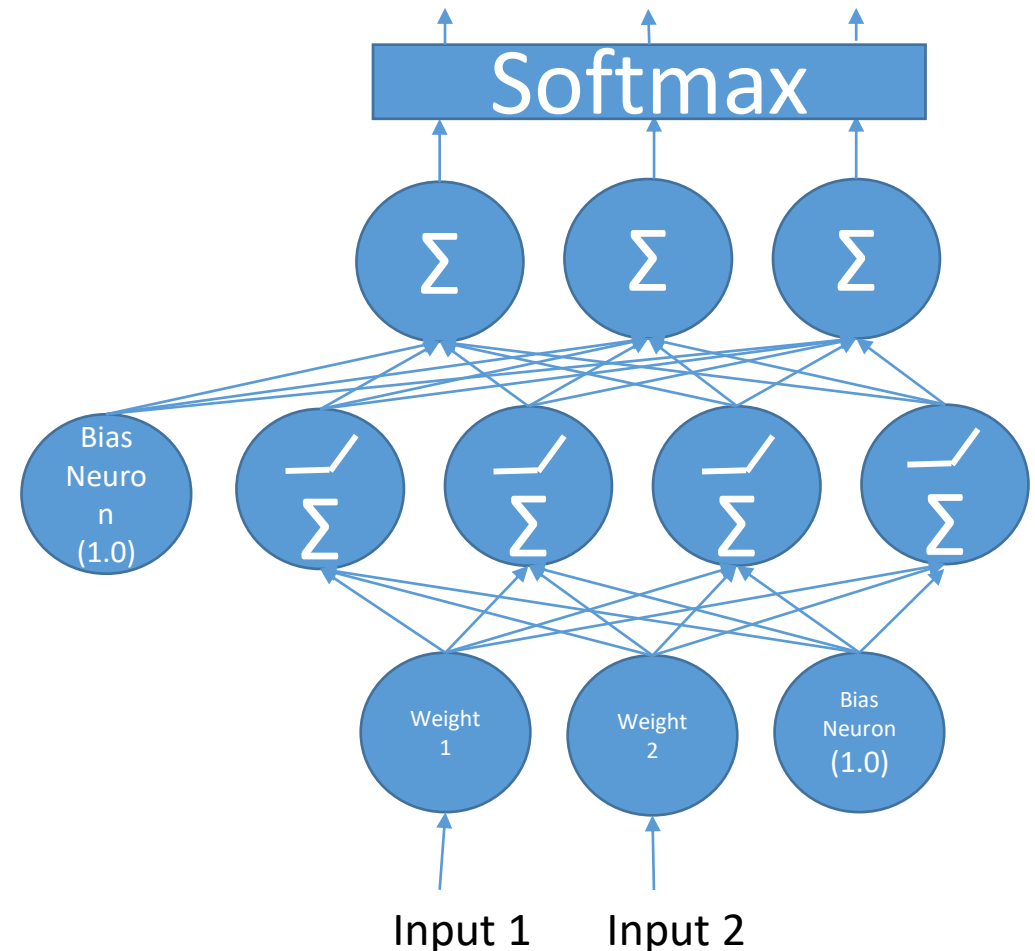 Softmax
Σ Σ Σ
Bias
Neuro
n
(1.0)
Σ Σ Σ Σ
Weight
1
Weight
2
Bias
Neuron
(1.0)
Input 1 Input 2